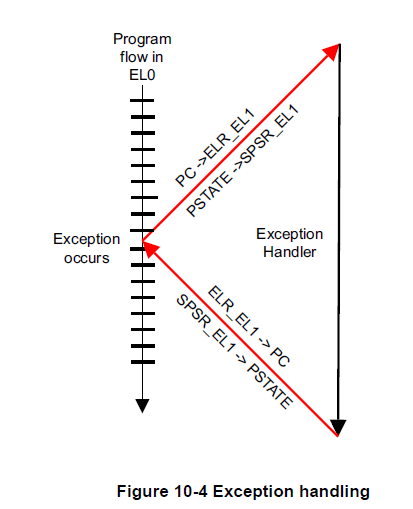 Program
flow in
EL0
PC ->ELR_EL1
PSTATE ->SPSR_EL1
Exception
occurs
Exception
Handler
ELR_EL1 -> PC
SPSR_EL1 -> PSTATE
Figure 10-4 Exception handling